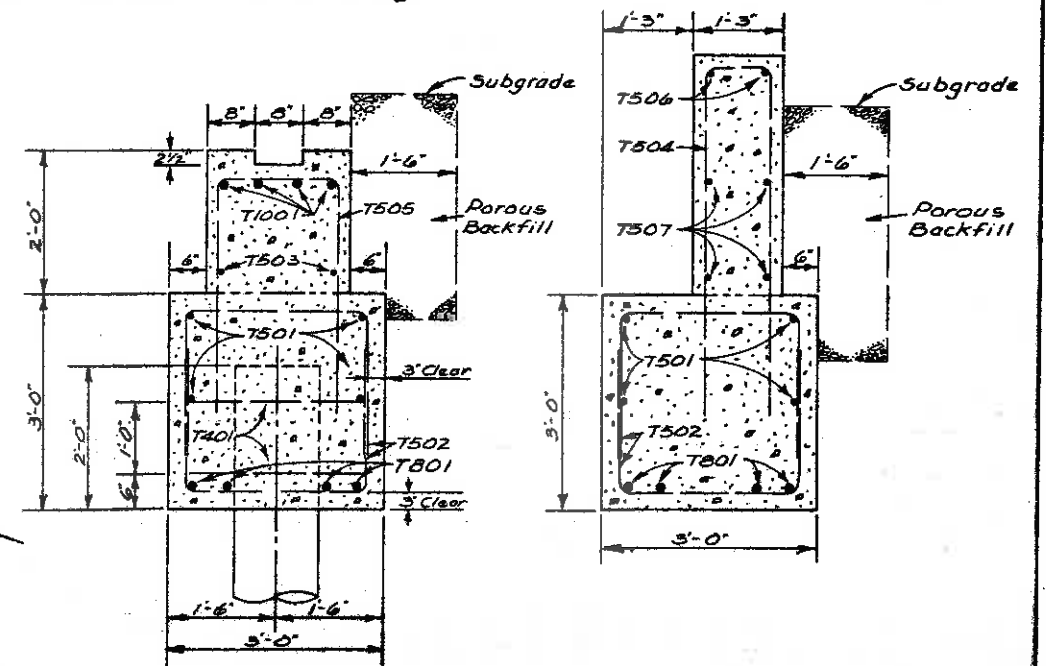 1'-3" 1'-3"
Subgrade
Subgrade
8" 8" 8"
T506
T504
2½"
1'-6"
1'-6"
T1001 T505
Porous
Backfill
Porous
Backfill
T507
2'-0"
T503
6" 6"
6"
T501
T501
3" Clear
3'-0"
3'-0"
2'-0"
1'-0"
T401
T502
T502
T801
T801
6"
3" Clear
3'-0"
1'-6" 1'-6"
3'-0"